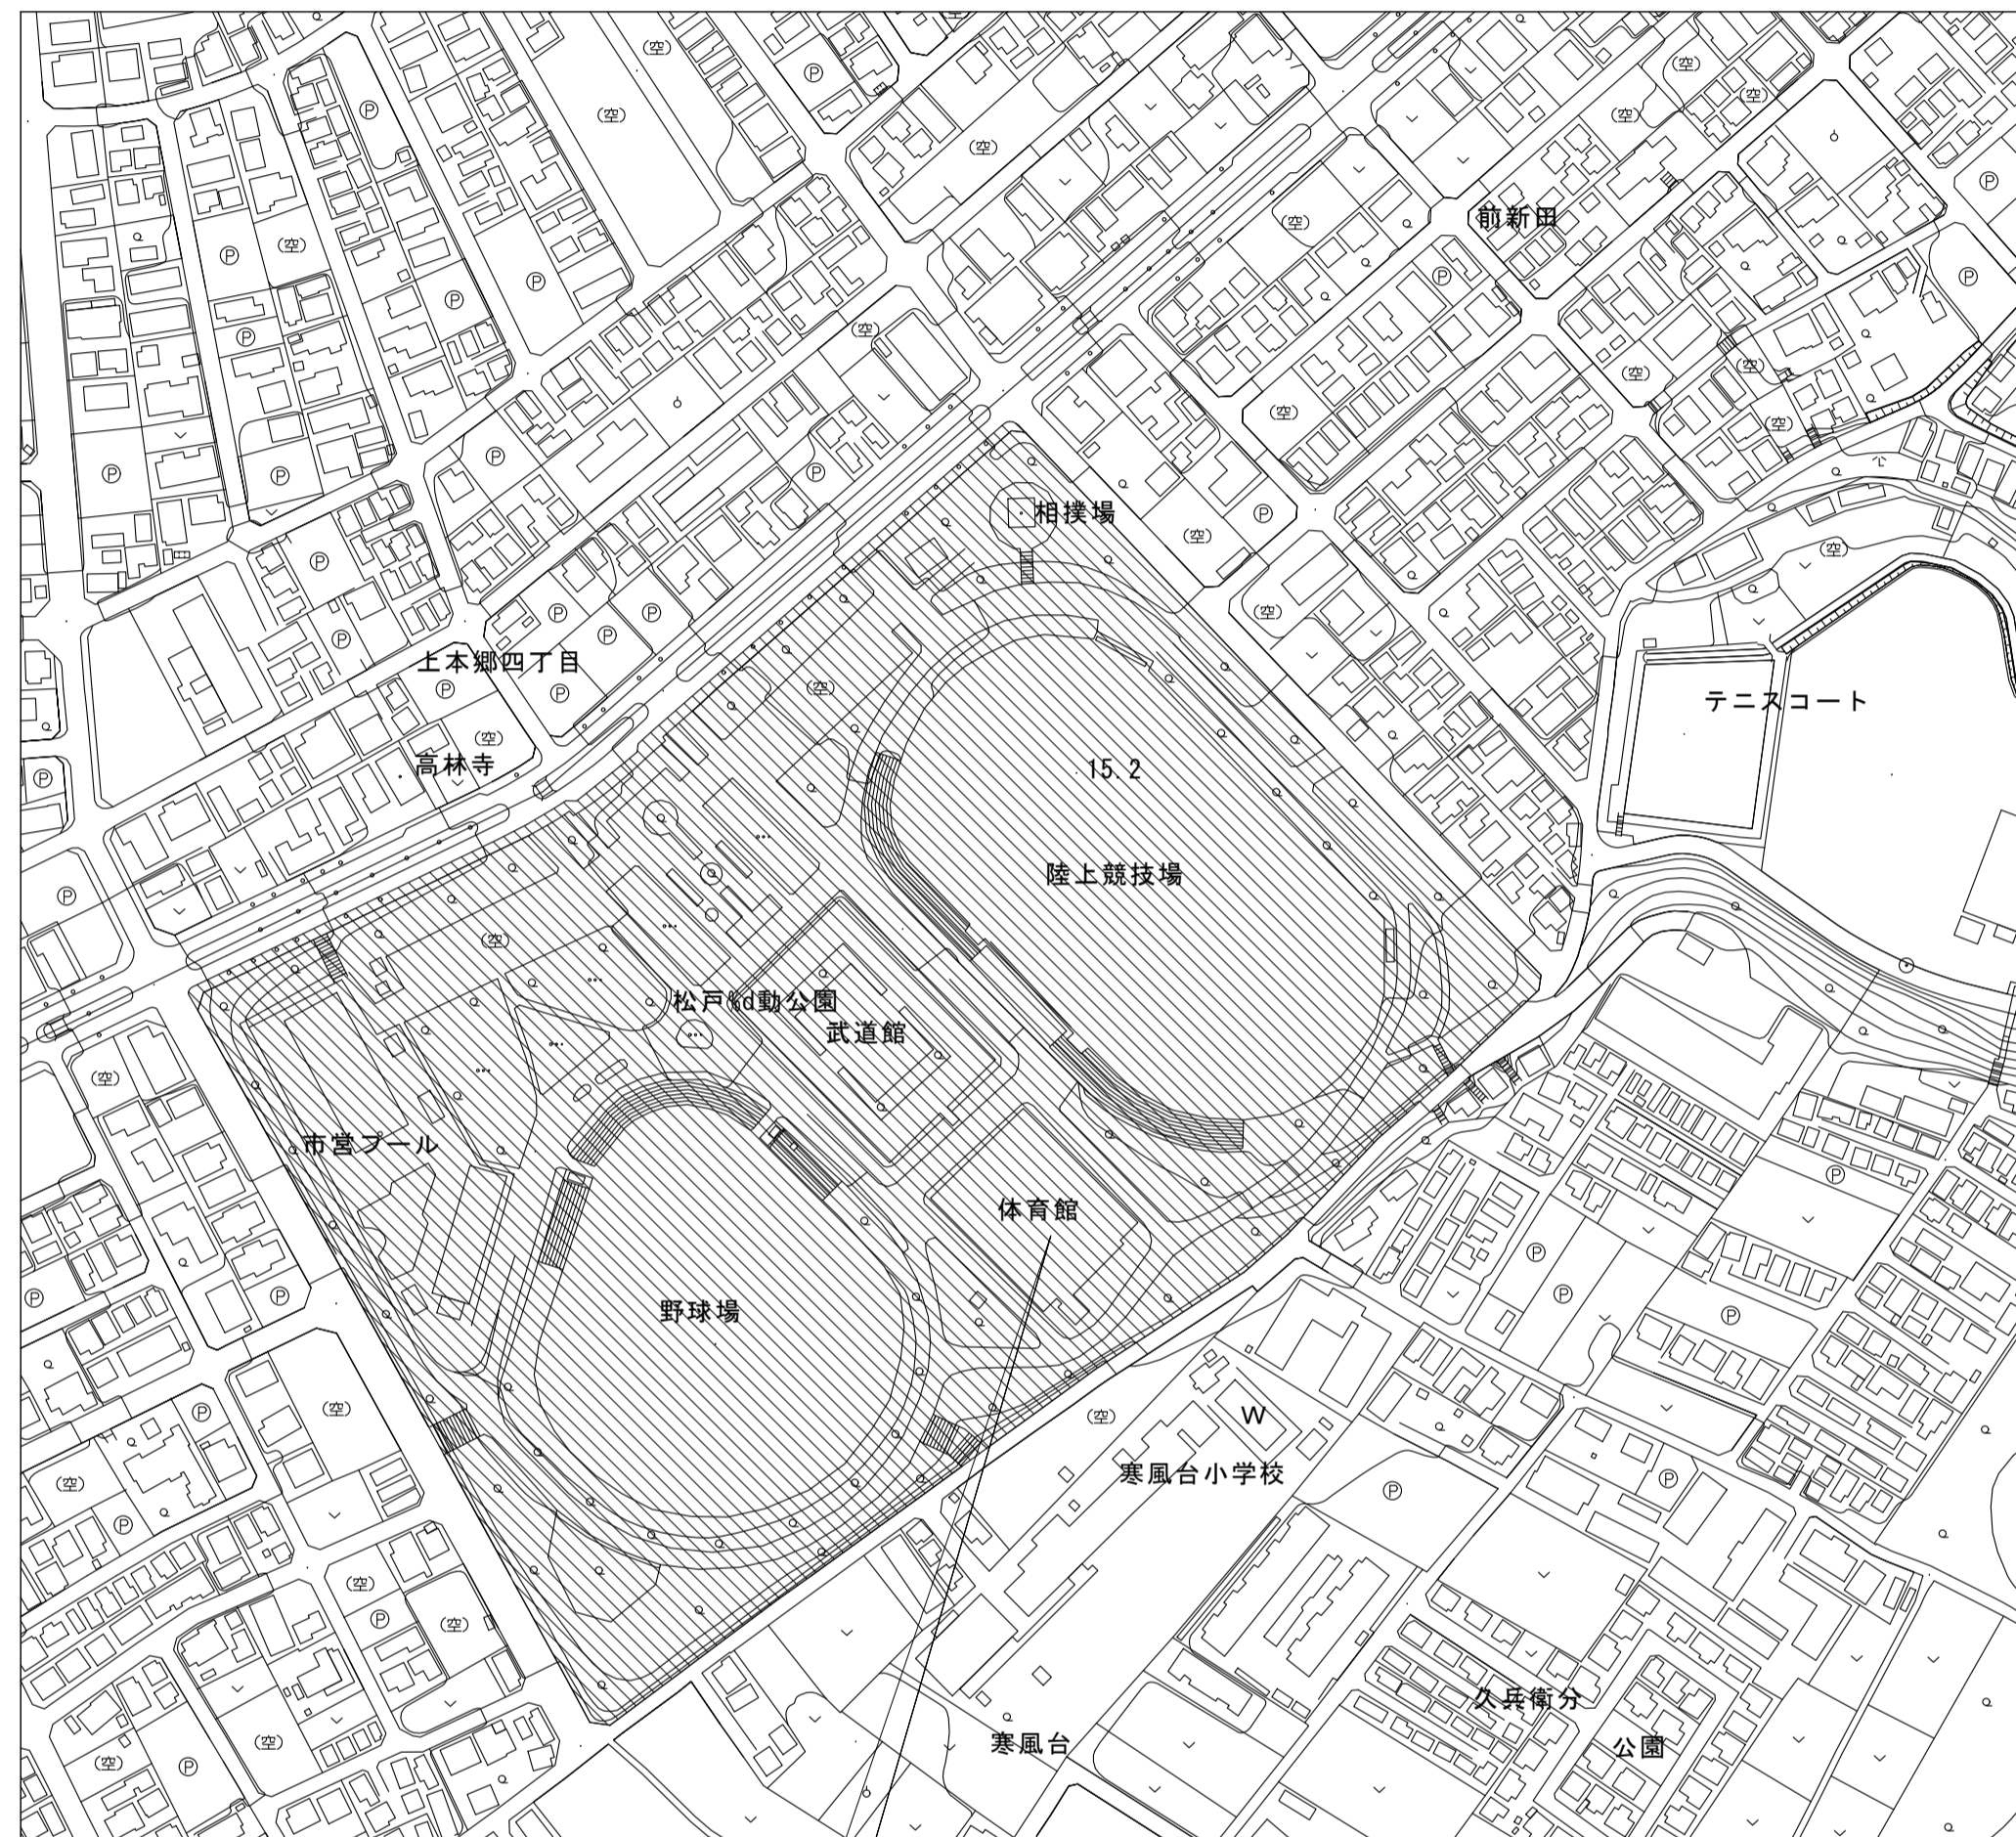 前新田
相撲場
上本郷四丁目
テニスコート
高林寺
15.2
陸上競技場
松戸%d動公園
武道館
市営プール
体育館
野球場
W
寒風台小学校
久兵衛分
寒風台
公園